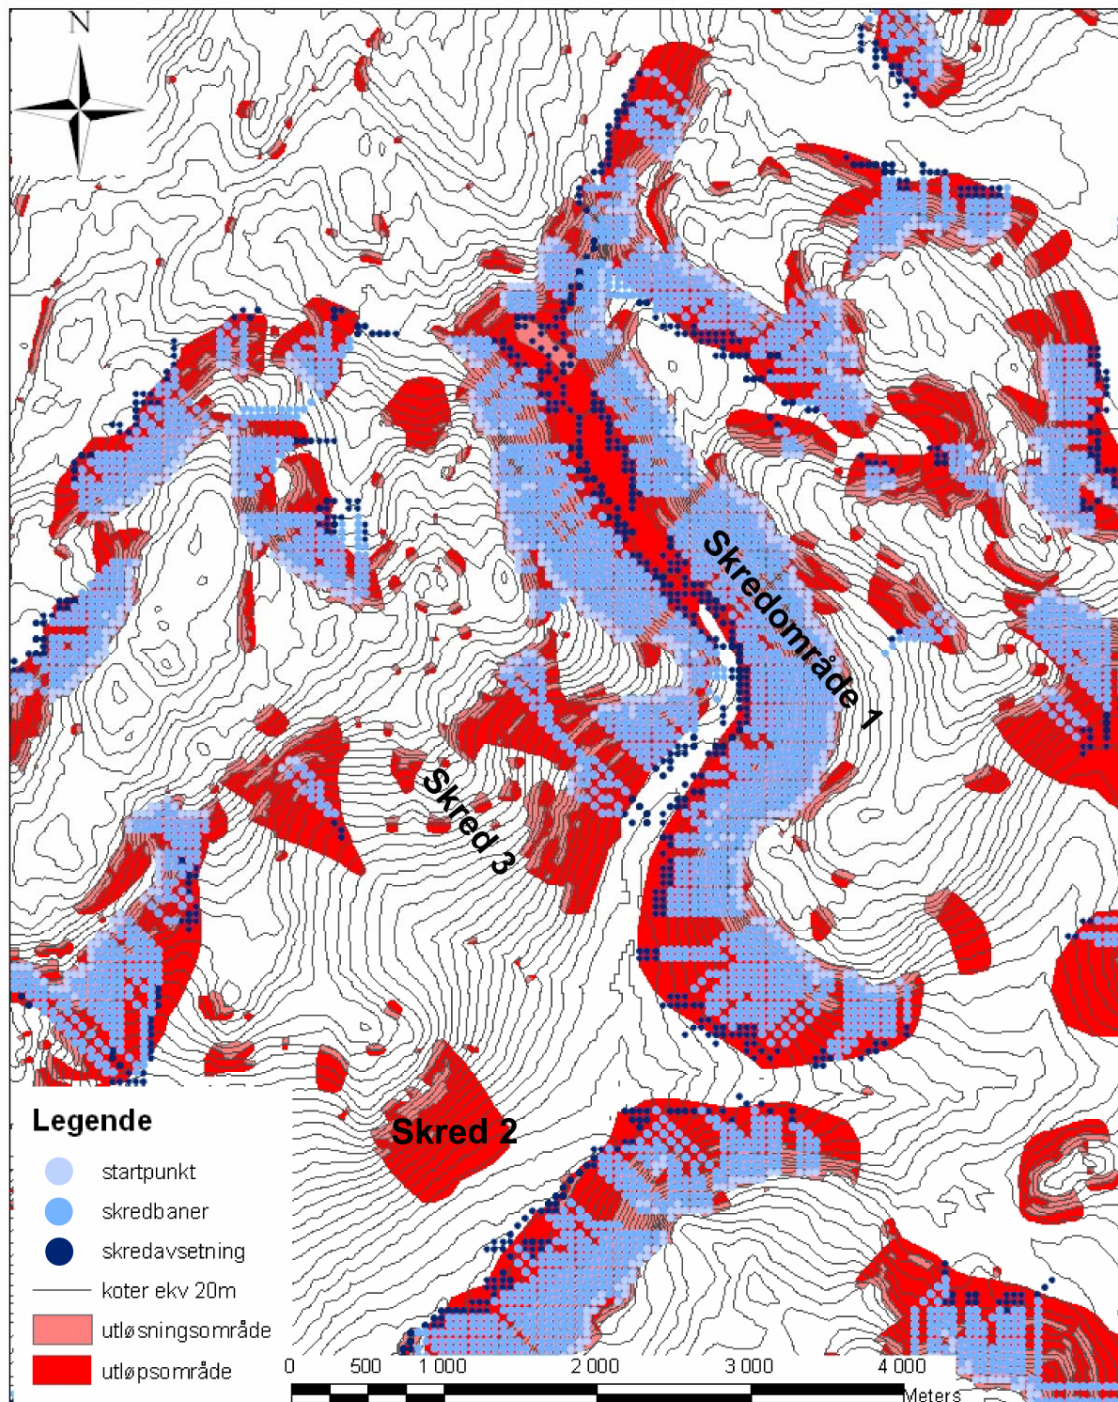 N
Skredområde 1
Skred 3
Skred 2
Legende
startpunkt
skredbaner
skredavsetning
koter ekv 20m
utløsningsområde
utløpsområde
0 500 1 000 2 000 3 000 4 000
Meters